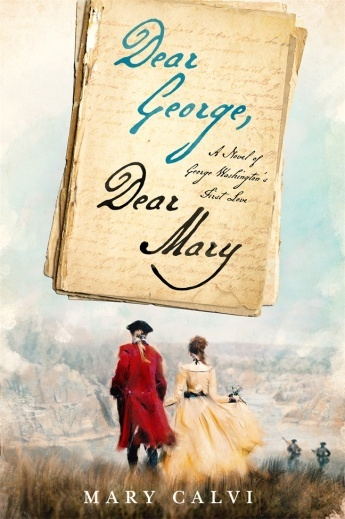 Dear
George,
A Novel of
George Washington's
First Love
Dear
Mary
MARY CALVI